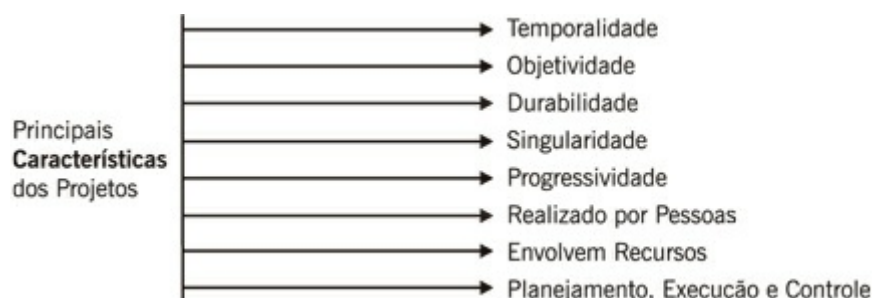 Principais
Características
dos Projetos
Temporalidade
Objetividade
Durabilidade
Singularidade
Progressividade
Realizado por Pessoas
Envolvem Recursos
Planejamento, Execução e Controle